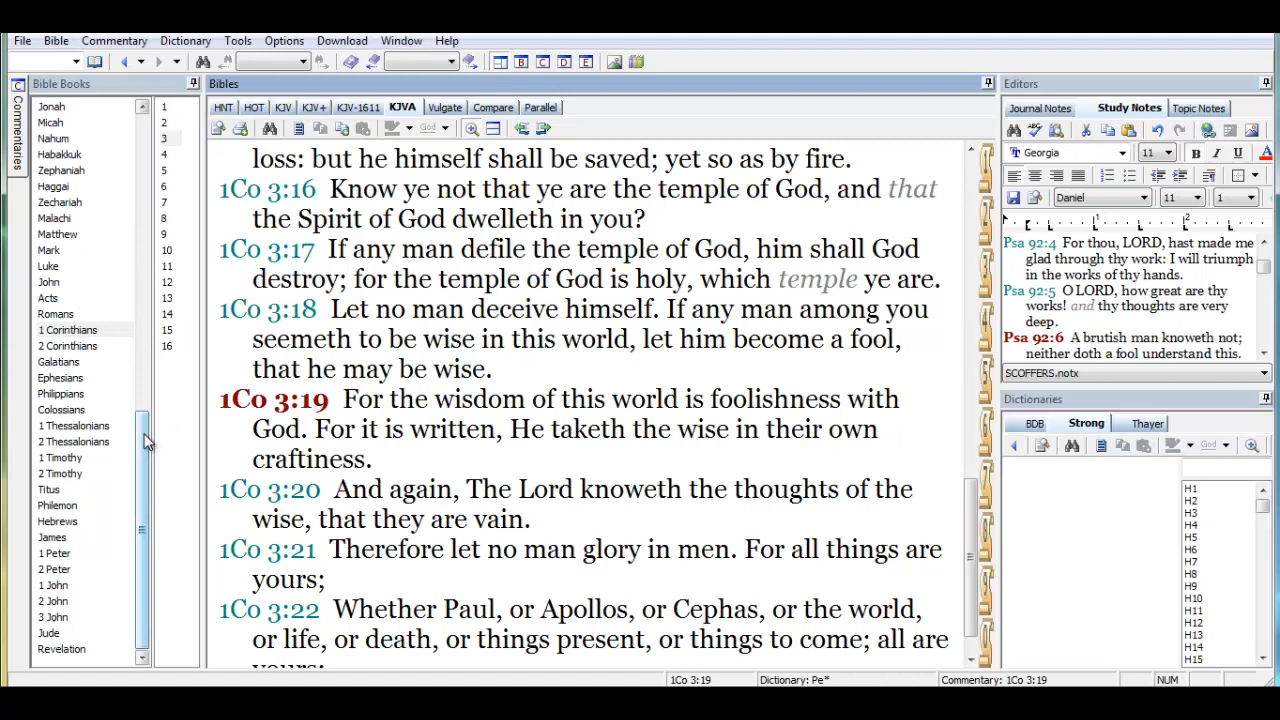 File Bible Commentary Dictionary Tools Options Download Window Help
Commentaries
Bible Books
Jonah
Micah
Nahum
Habakkuk
Zephaniah
Haggai
Zechariah
Malachi
Matthew
Mark
Luke
John
Acts
Romans
1 Corinthians
2 Corinthians
Galatians
Ephesians
Philippians
Colossians
1 Thessalonians
2 Thessalonians
1 Timothy
2 Timothy
Titus
Philemon
Hebrews
James
1 Peter
2 Peter
1 John
2 John
3 John
Jude
Revelation
1
2
3
4
5
6
7
8
9
10
11
12
13
14
15
16
Bibles
HNT HOT KJV KJV+ KJV-1611 KJVA Vulgate Compare Parallel
God
loss: but he himself shall be saved; yet so as by fire.
1Co 3:16 Know ye not that ye are the temple of God, and that
the Spirit of God dwelleth in you?
1Co 3:17 If any man defile the temple of God, him shall God
destroy; for the temple of God is holy, which temple ye are.
1Co 3:18 Let no man deceive himself. If any man among you
seemeth to be wise in this world, let him become a fool,
that he may be wise.
1Co 3:19 For the wisdom of this world is foolishness with
God. For it is written, He taketh the wise in their own
craftiness.
1Co 3:20 And again, The Lord knoweth the thoughts of the
wise, that they are vain.
1Co 3:21 Therefore let no man glory in men. For all things are
yours;
1Co 3:22 Whether Paul, or Apollos, or Cephas, or the world,
or life, or death, or things present, or things to come; all are
yours:
1
2
3
4
5
6
7
8
9
0
Editors
Journal Notes Study Notes Topic Notes
Georgia 11 B I U A
Daniel 11 1
1 2
Psa 92:4 For thou, LORD, hast made me
glad through thy work: I will triumph
in the works of thy hands.
Psa 92:5 O LORD, how great are thy
works! and thy thoughts are very
deep.
Psa 92:6 A brutish man knoweth not;
neither doth a fool understand this.
SCOFFERS.notx
Dictionaries
BDB Strong Thayer
God
H1
H2
H3
H4
H5
H6
H7
H8
H9
H10
H11
H12
H13
H14
H15
1Co 3:19 Dictionary: Pe* Commentary: 1Co 3:19 NUM